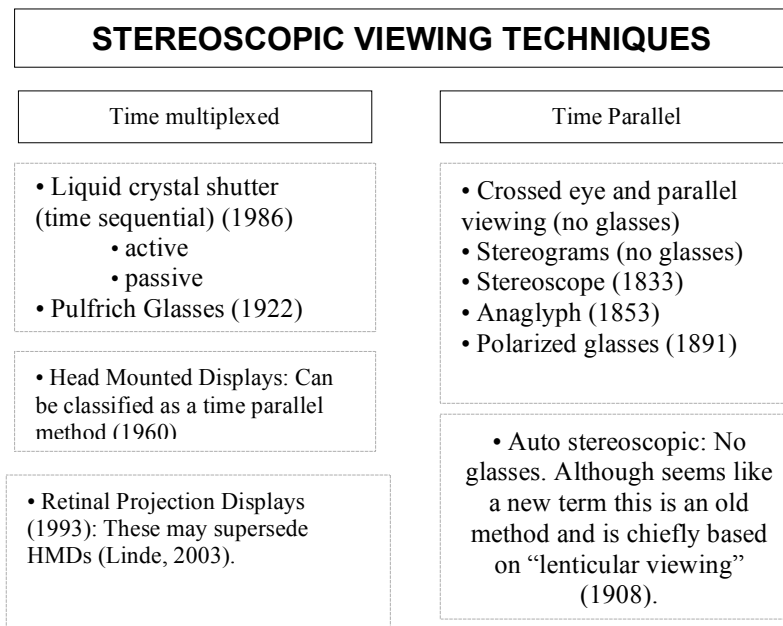 STEREOSCOPIC VIEWING TECHNIQUES
Time multiplexed
• Liquid crystal shutter
(time sequential) (1986)
• active
• passive
• Pulfrich Glasses (1922)
• Head Mounted Displays: Can
be classified as a time parallel
method (1960)
• Retinal Projection Displays
(1993): These may supersede
HMDs (Linde, 2003).
Time Parallel
• Crossed eye and parallel
viewing (no glasses)
• Stereograms (no glasses)
• Stereoscope (1833)
• Anaglyph (1853)
• Polarized glasses (1891)
• Auto stereoscopic: No
glasses. Although seems like
a new term this is an old
method and is chiefly based
on “lenticular viewing”
(1908).